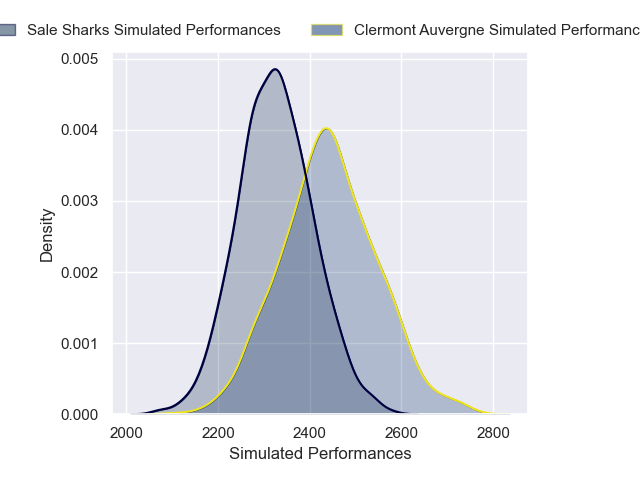 Sale Sharks Simulated Performances
Clermont Auvergne Simulated Performanc
0.005
0.004
0.003
0.002
0.001
0.000
Density
2000 2200 2400 2600 2800
Simulated Performances